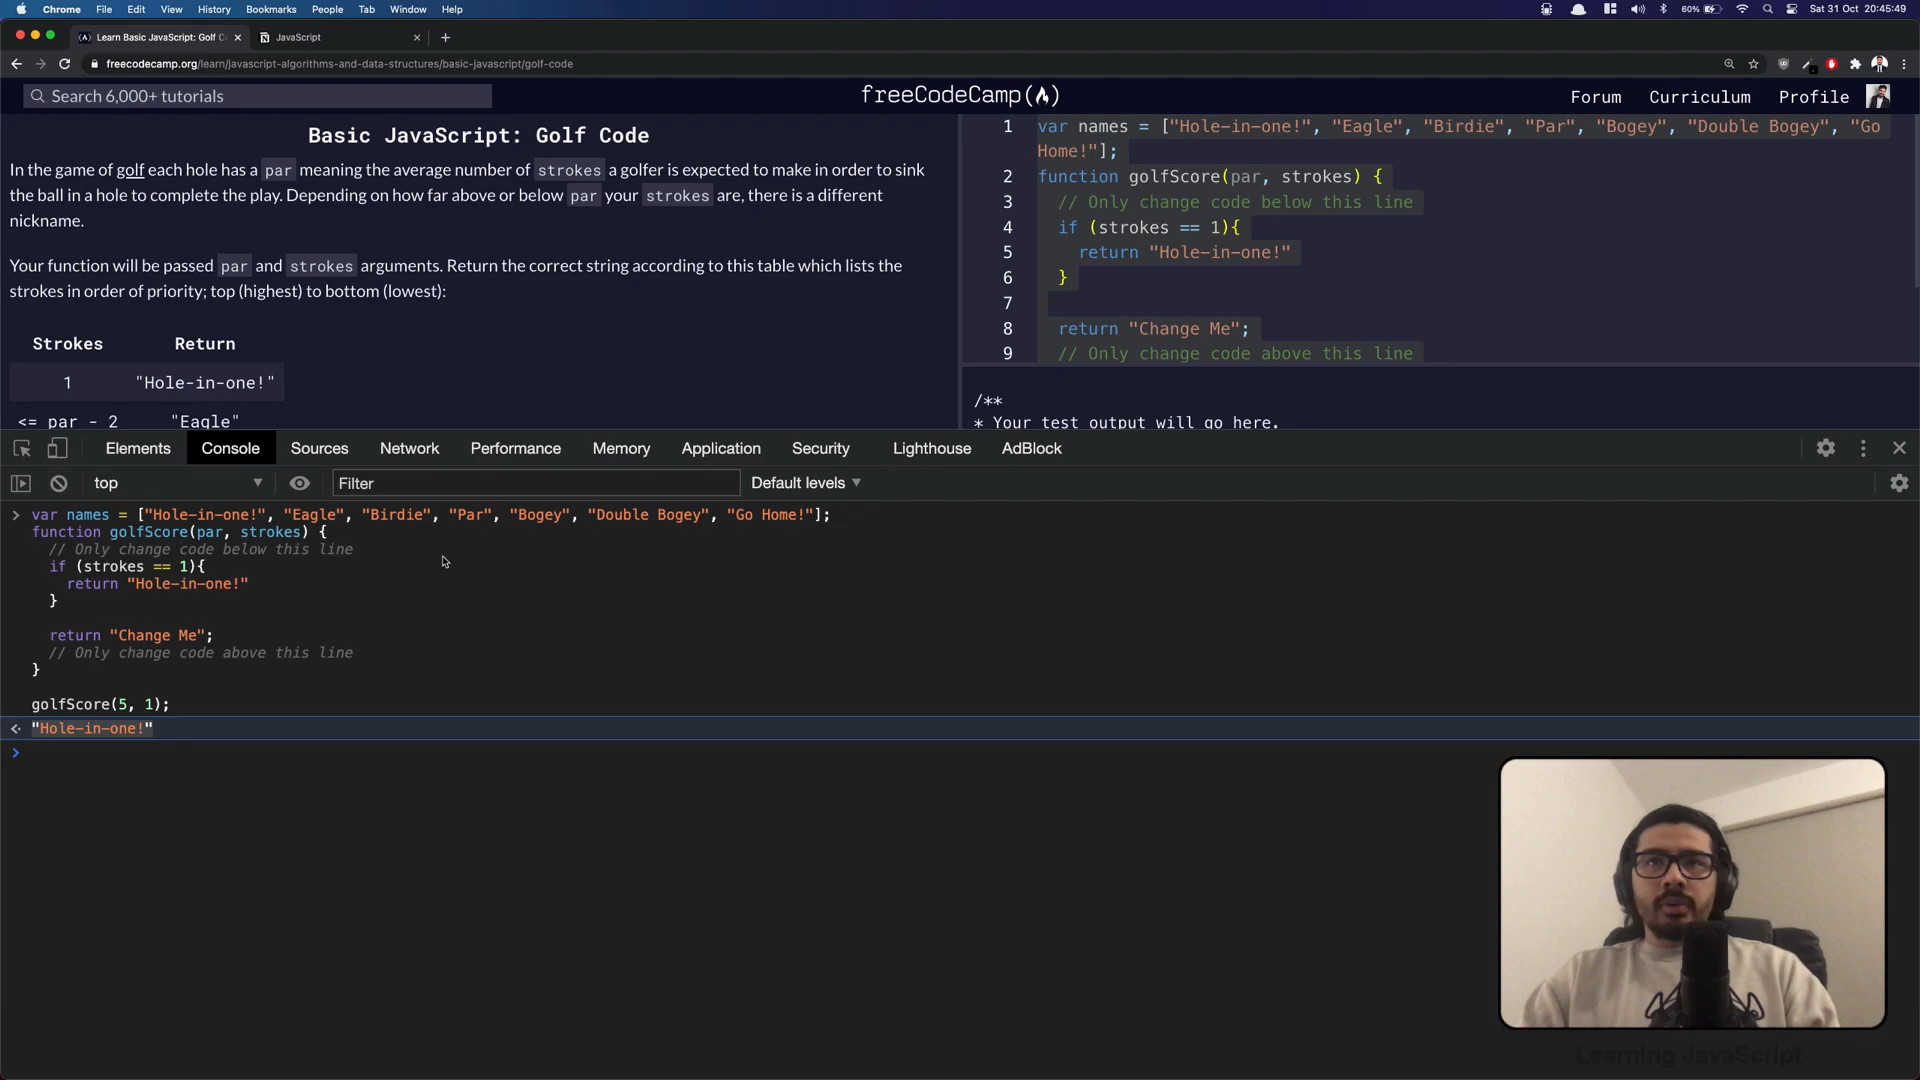 Chrome File Edit View History Bookmarks People Tab Window Help 60% Sat 31 Oct 20:45:49
Learn Basic JavaScript: Golf C JavaScript
freecodecamp.org/learn/javascript-algorithms-and-data-structures/basic-javascript/golf-code
Search 6,000+ tutorials freeCodeCamp Forum Curriculum Profile
Basic JavaScript: Golf Code
In the game of golf each hole has a par meaning the average number of strokes a golfer is expected to make in order to sink
the ball in a hole to complete the play. Depending on how far above or below par your strokes are, there is a different
nickname.
Your function will be passed par and strokes arguments. Return the correct string according to this table which lists the
strokes in order of priority; top (highest) to bottom (lowest):
Strokes Return
1 "Hole-in-one!"
<= par - 2 "Eagle"
1 var names = ["Hole-in-one!", "Eagle", "Birdie", "Par", "Bogey", "Double Bogey", "Go
Home!"];
2 function golfScore(par, strokes) {
3 // Only change code below this line
4 if (strokes == 1){
5 return "Hole-in-one!"
6 }
7
8 return "Change Me";
9 // Only change code above this line
/**
* Your test output will go here.
Elements Console Sources Network Performance Memory Application Security Lighthouse AdBlock
top Filter Default levels
> var names = ["Hole-in-one!", "Eagle", "Birdie", "Par", "Bogey", "Double Bogey", "Go Home!"];
function golfScore(par, strokes) {
// Only change code below this line
if (strokes == 1){
return "Hole-in-one!"
}
return "Change Me";
// Only change code above this line
}
golfScore(5, 1);
"Hole-in-one!"
>
Learning JavaScript